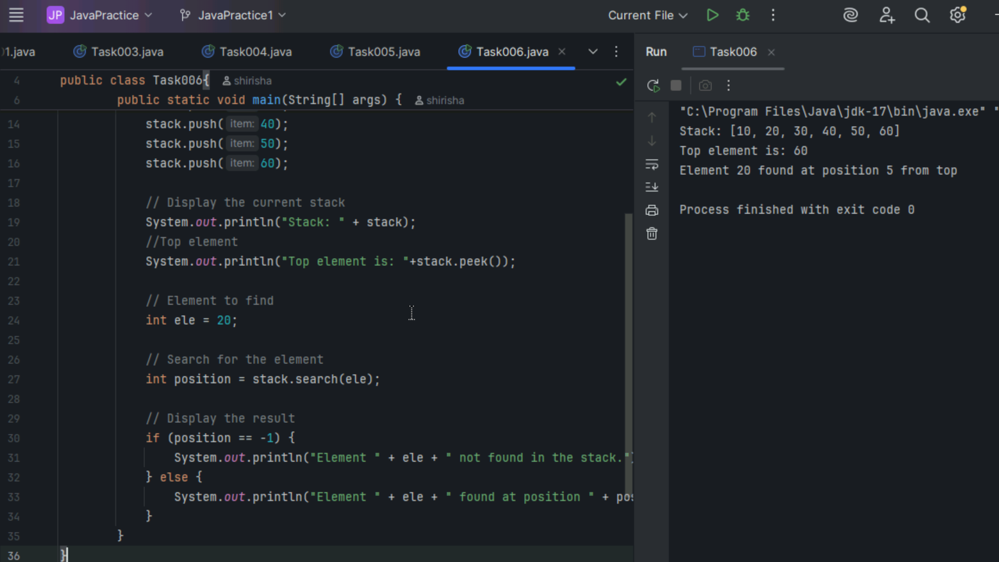 JP JavaPractice JavaPractice1 Current File
1.java Task003.java Task004.java Task005.java Task006.java
4 public class Task006{ shirisha
6 public static void main(String[] args) { shirisha
14 stack.push( item: 40);
15 stack.push( item: 50);
16 stack.push( item: 60);
17
18 // Display the current stack
19 System.out.println("Stack: " + stack);
20 //Top element
21 System.out.println("Top element is: "+stack.peek());
22
23 // Element to find
24 int ele = 20;
25
26 // Search for the element
27 int position = stack.search(ele);
28
29 // Display the result
30 if (position == -1) {
31 System.out.println("Element " + ele + " not found in the stack.")
32 } else {
33 System.out.println("Element " + ele + " found at position " + pos
34 }
35 }
36 }
Run Task006
"C:\Program Files\Java\jdk-17\bin\java.exe" "
Stack: [10, 20, 30, 40, 50, 60]
Top element is: 60
Element 20 found at position 5 from top
Process finished with exit code 0